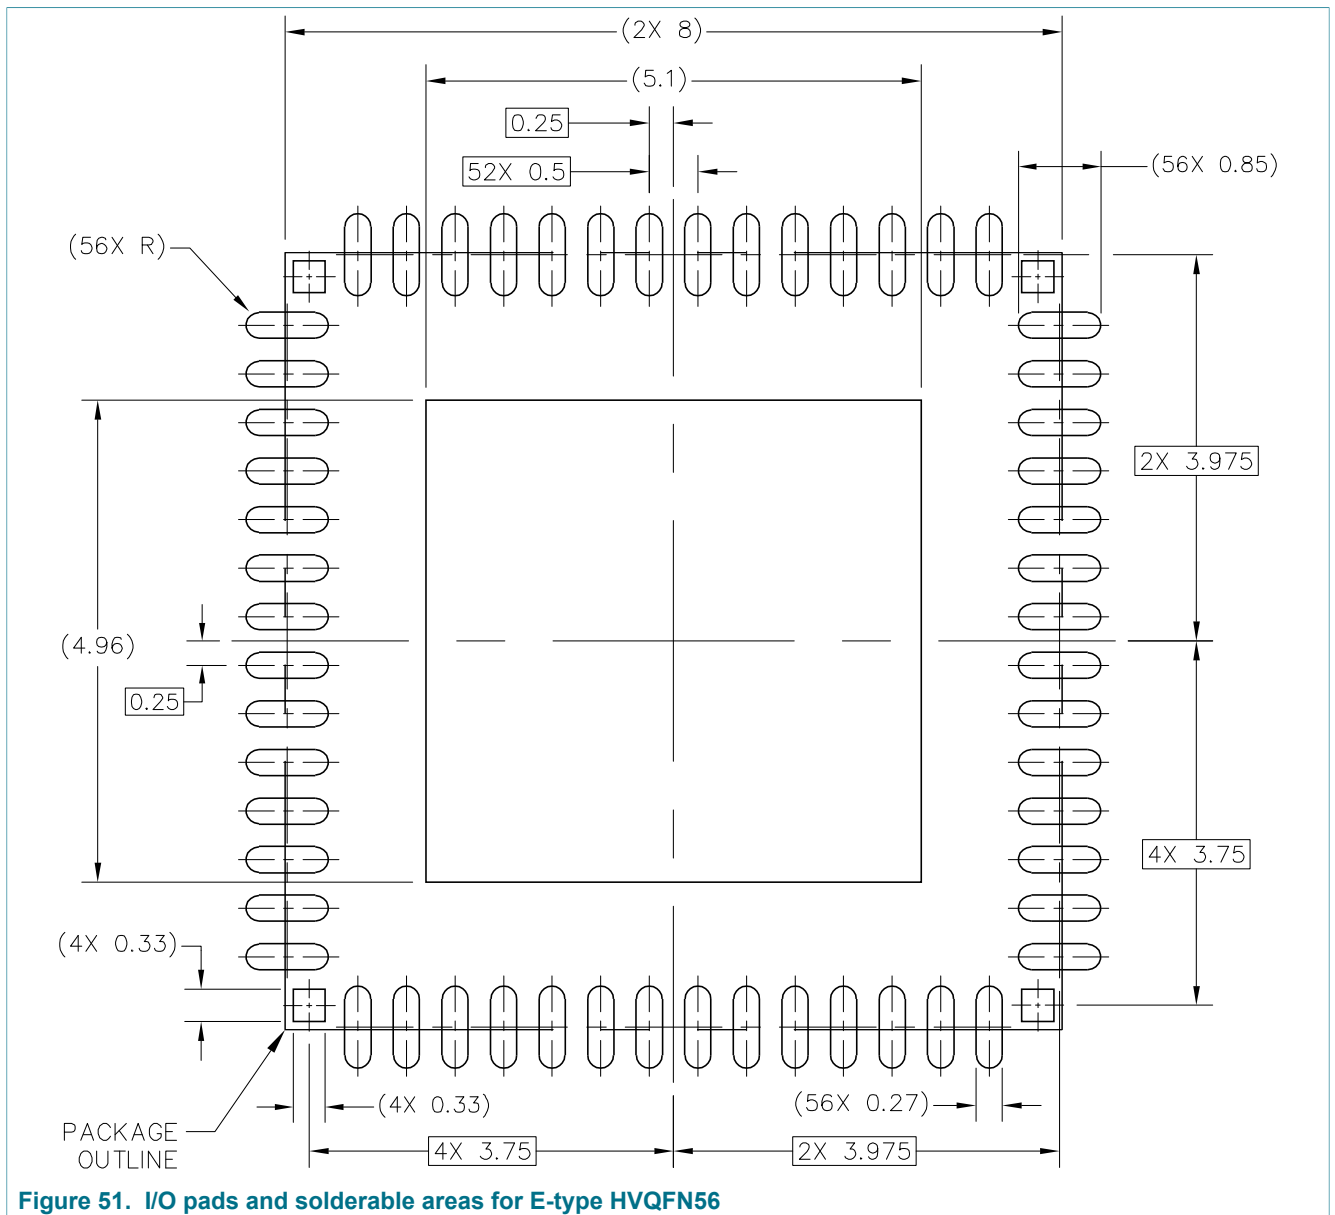 (2X 8)
(5.1)
0.25
52X 0.5
(56X 0.85)
(56X R)
2X 3.975
(4.96)
0.25
4X 3.75
(4X 0.33)
(4X 0.33)
(56X 0.27)
PACKAGE
OUTLINE
4X 3.75
2X 3.975
Figure 51. I/O pads and solderable areas for E-type HVQFN56